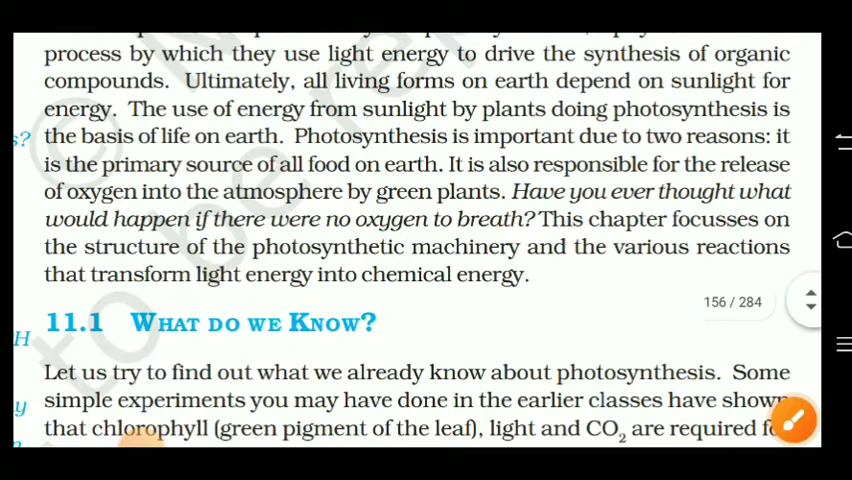 process by which they use light energy to drive the synthesis of organic
compounds. Ultimately, all living forms on earth depend on sunlight for
energy. The use of energy from sunlight by plants doing photosynthesis is
s?
the basis of life on earth. Photosynthesis is important due to two reasons: it
is the primary source of all food on earth. It is also responsible for the release
of oxygen into the atmosphere by green plants. Have you ever thought what
would happen if there were no oxygen to breath? This chapter focusses on
the structure of the photosynthetic machinery and the various reactions
that transform light energy into chemical energy.
156 / 284
11.1 WHAT DO WE KNOW?
H
Let us try to find out what we already know about photosynthesis. Some
y
simple experiments you may have done in the earlier classes have shown
that chlorophyll (green pigment of the leaf), light and CO₂ are required
© 
to be rep